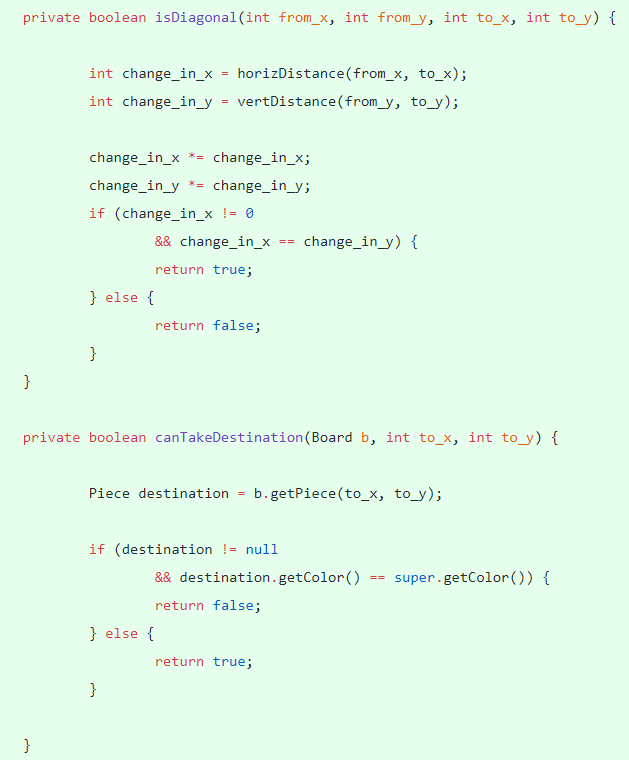 private boolean isDiagonal(int from_x, int from_y, int to_x, int to_y) {
int change_in_x = horizDistance(from_x, to_x);
int change_in_y = vertDistance(from_y, to_y);
change_in_x *= change_in_x;
change_in_y *= change_in_y;
if (change_in_x != 0
&& change_in_x == change_in_y) {
return true;
} else {
return false;
}
}
private boolean canTakeDestination(Board b, int to_x, int to_y) {
Piece destination = b.getPiece(to_x, to_y);
if (destination != null
&& destination.getColor() == super.getColor()) {
return false;
} else {
return true;
}
}